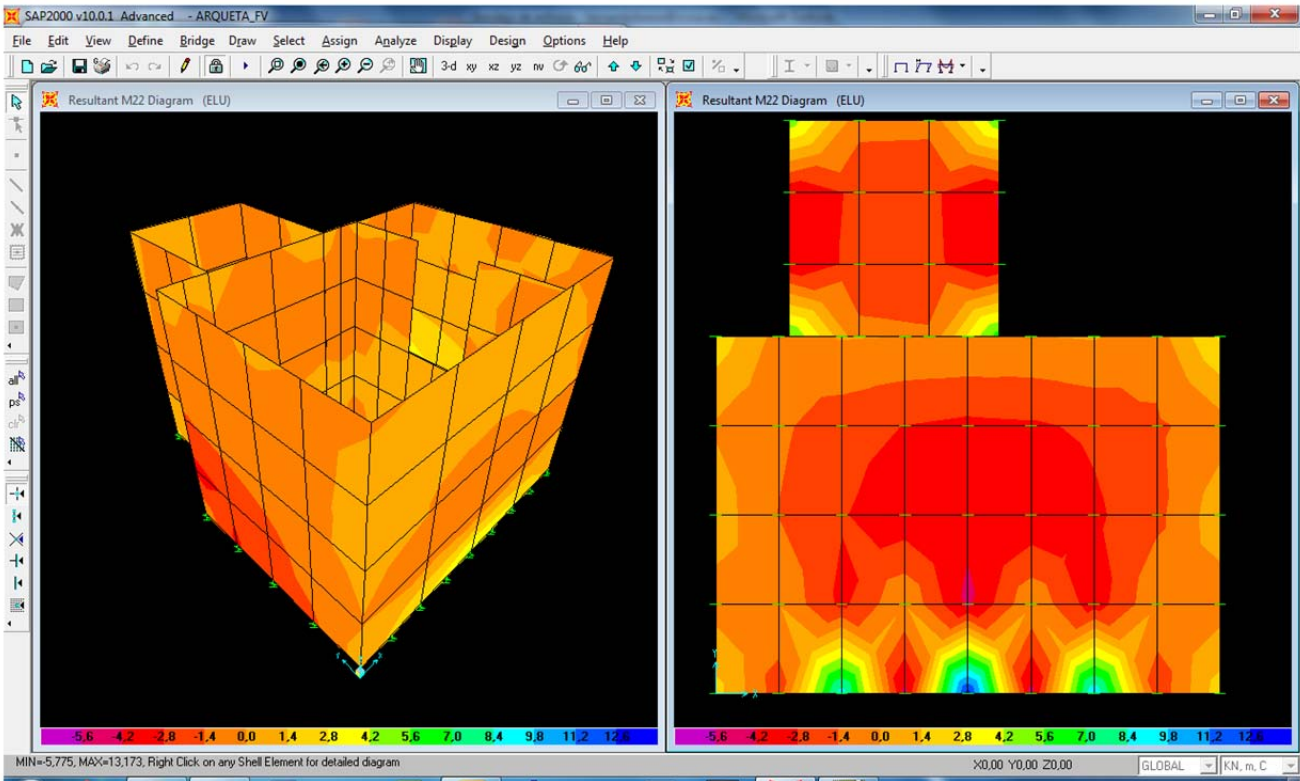 SAP2000 v10.0.1 Advanced - ARQUETA_FV
File Edit View Define Bridge Draw Select Assign Analyze Display Design Options Help
3-d xy xz yz nv
Resultant M22 Diagram (ELU)
Resultant M22 Diagram (ELU)
all
ps
clr
-5,6 -4,2 -2,8 -1,4 0,0 1,4 2,8 4,2 5,6 7,0 8,4 9,8 11,2 12,6
-5,6 -4,2 -2,8 -1,4 0,0 1,4 2,8 4,2 5,6 7,0 8,4 9,8 11,2 12,6
MIN=-5,775, MAX=13,173, Right Click on any Shell Element for detailed diagram
X0,00 Y0,00 Z0,00
GLOBAL
KN, m, C